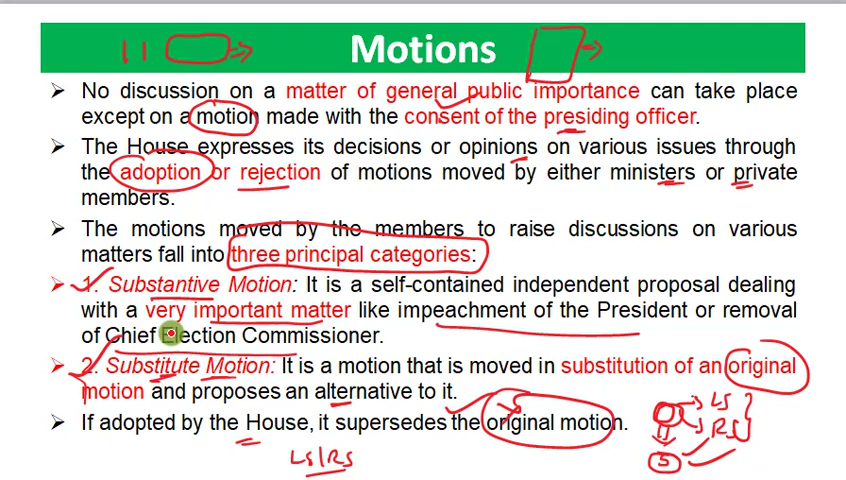 Motions
➤ No discussion on a matter of general public importance can take place
except on a motion made with the consent of the presiding officer.
➤ The House expresses its decisions or opinions on various issues through
the adoption or rejection of motions moved by either ministers or private
members.
➤ The motions moved by the members to raise discussions on various
matters fall into three principal categories:
➤ 1. Substantive Motion: It is a self-contained independent proposal dealing
with a very important matter like impeachment of the President or removal
of Chief Election Commissioner.
➤ 2. Substitute Motion: It is a motion that is moved in substitution of an original
motion and proposes an alternative to it.
➤ If adopted by the House, it supersedes the original motion.
LS
RS
LS/RS